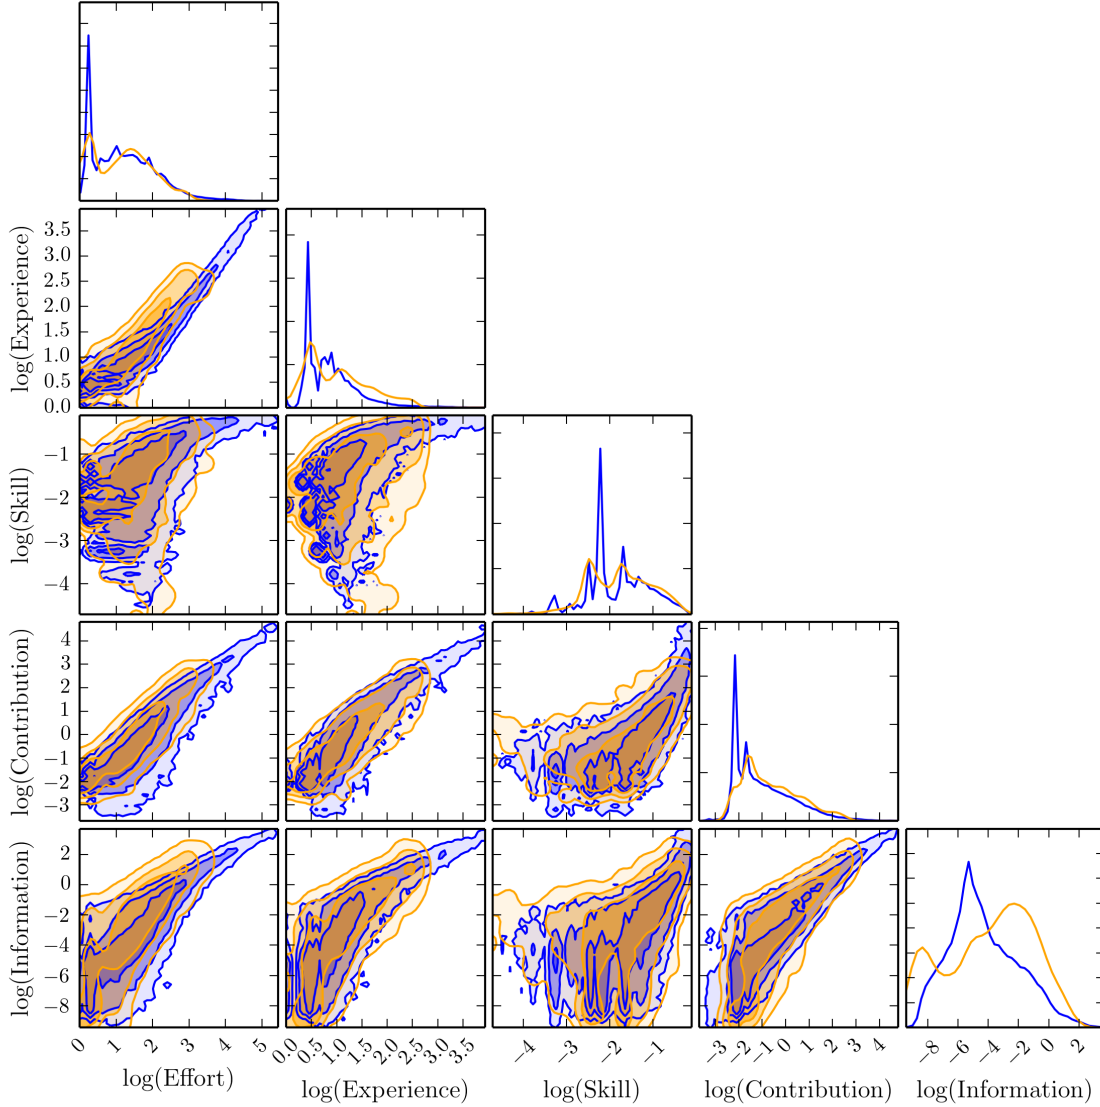 log(Experience)
3.5
3.0
2.5
2.0
1.5
1.0
0.5
0.0
log(Skill)
−1
−2
−3
−4
log(Contribution)
4
3
2
1
0
−1
−2
−3
log(Information)
2
0
−2
−4
−6
−8
0 1 2 3 4 5
0.0 0.5 1.0 1.5 2.0 2.5 3.0 3.5
−4 −3 −2 −1
−3 −2 −1 0 1 2 3 4
−8 −6 −4 −2 0 2
log(Effort)
log(Experience)
log(Skill)
log(Contribution)
log(Information)